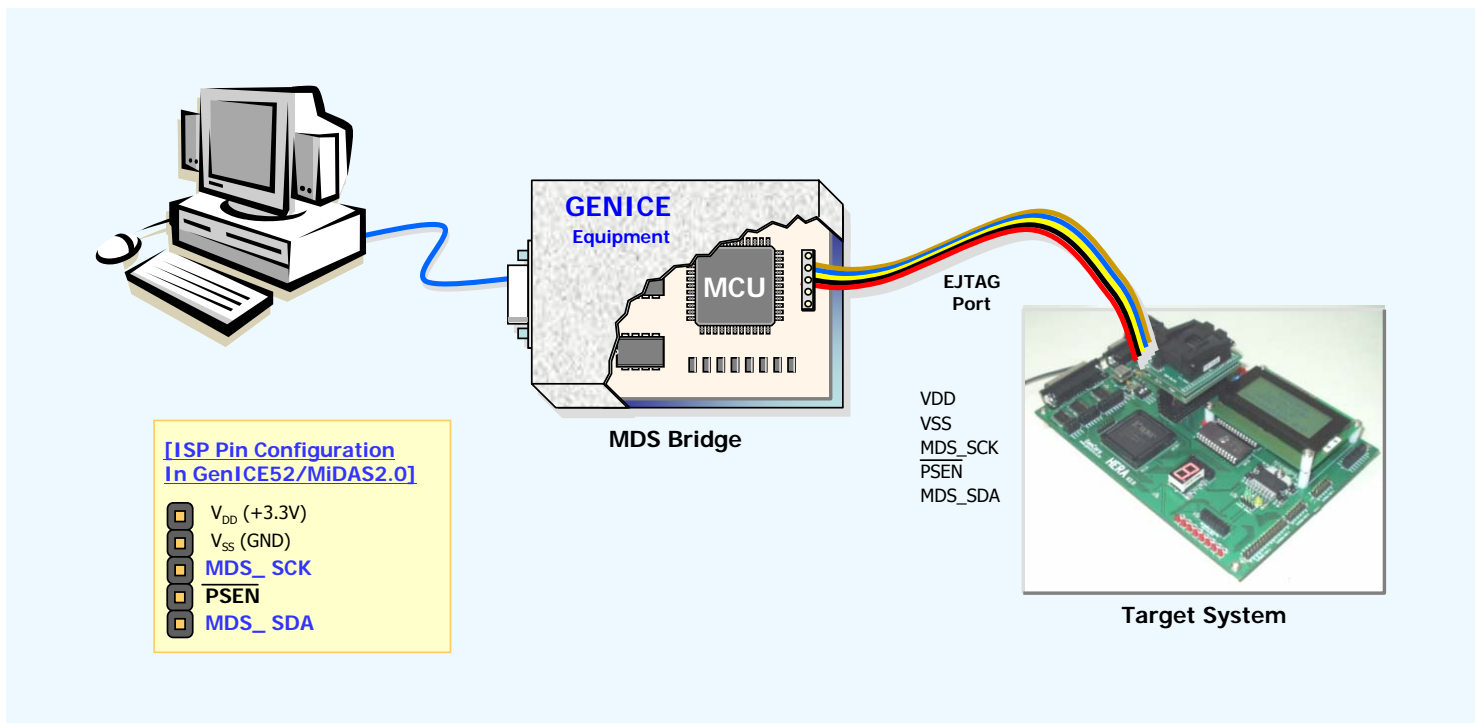 GENICE
Equipment
MCU
EJTAG
Port
MDS Bridge
VDD
VSS
MDS_SCK
PSEN
MDS_SDA
HERA
Target System
[ISP Pin Configuration
In GenICE52/MiDAS2.0]
VDD (+3.3V)
VSS (GND)
MDS_ SCK
PSEN
MDS_ SDA